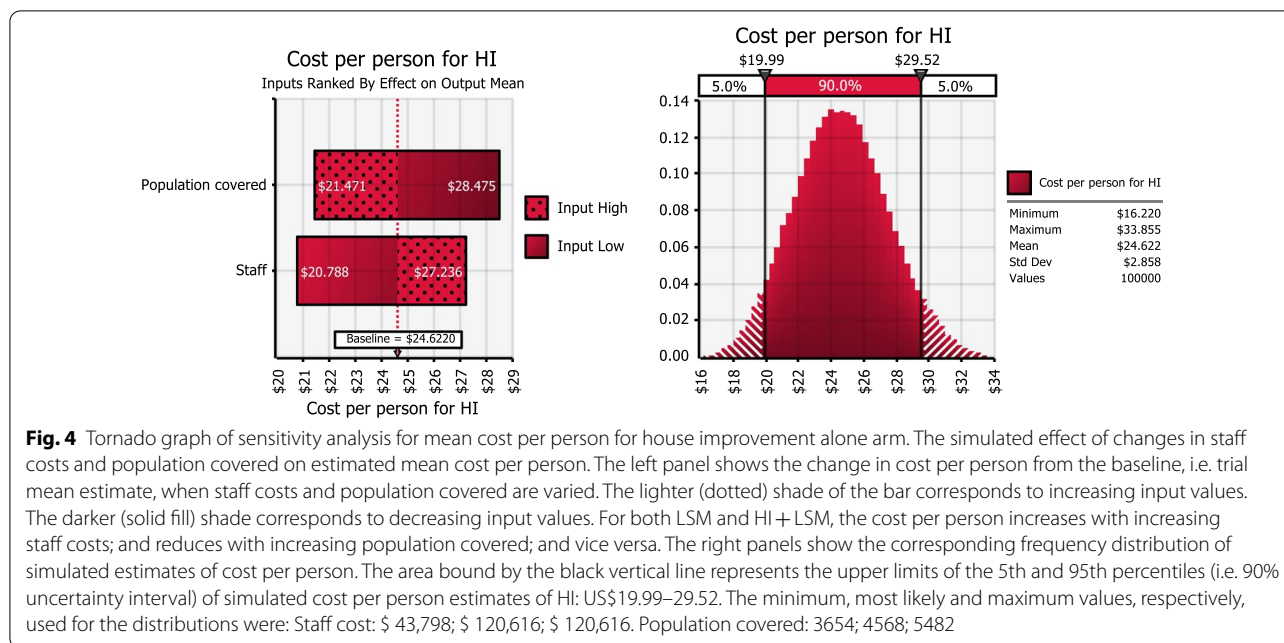 Cost per person for HI
Inputs Ranked By Effect on Output Mean
Population covered
$21.471
$28.475
Staff
$20.788
$27.236
Baseline = $24.6220
$20
$21
$22
$23
$24
$25
$26
$27
$28
$29
Cost per person for HI
Input High
Input Low
Cost per person for HI
$19.99
$29.52
5.0%
90.0%
5.0%
0.14
0.12
0.10
0.08
0.06
0.04
0.02
0.00
$16
$18
$20
$22
$24
$26
$28
$30
$32
$34
Cost per person for HI
Minimum $16.220
Maximum $33.855
Mean $24.622
Std Dev $2.858
Values 100000
Fig. 4 Tornado graph of sensitivity analysis for mean cost per person for house improvement alone arm. The simulated effect of changes in staff
costs and population covered on estimated mean cost per person. The left panel shows the change in cost per person from the baseline, i.e. trial
mean estimate, when staff costs and population covered are varied. The lighter (dotted) shade of the bar corresponds to increasing input values.
The darker (solid fill) shade corresponds to decreasing input values. For both LSM and HI + LSM, the cost per person increases with increasing
staff costs; and reduces with increasing population covered; and vice versa. The right panels show the corresponding frequency distribution of
simulated estimates of cost per person. The area bound by the black vertical line represents the upper limits of the 5th and 95th percentiles (i.e. 90%
uncertainty interval) of simulated cost per person estimates of HI: US$19.99–29.52. The minimum, most likely and maximum values, respectively,
used for the distributions were: Staff cost: $ 43,798; $ 120,616; $ 120,616. Population covered: 3654; 4568; 5482